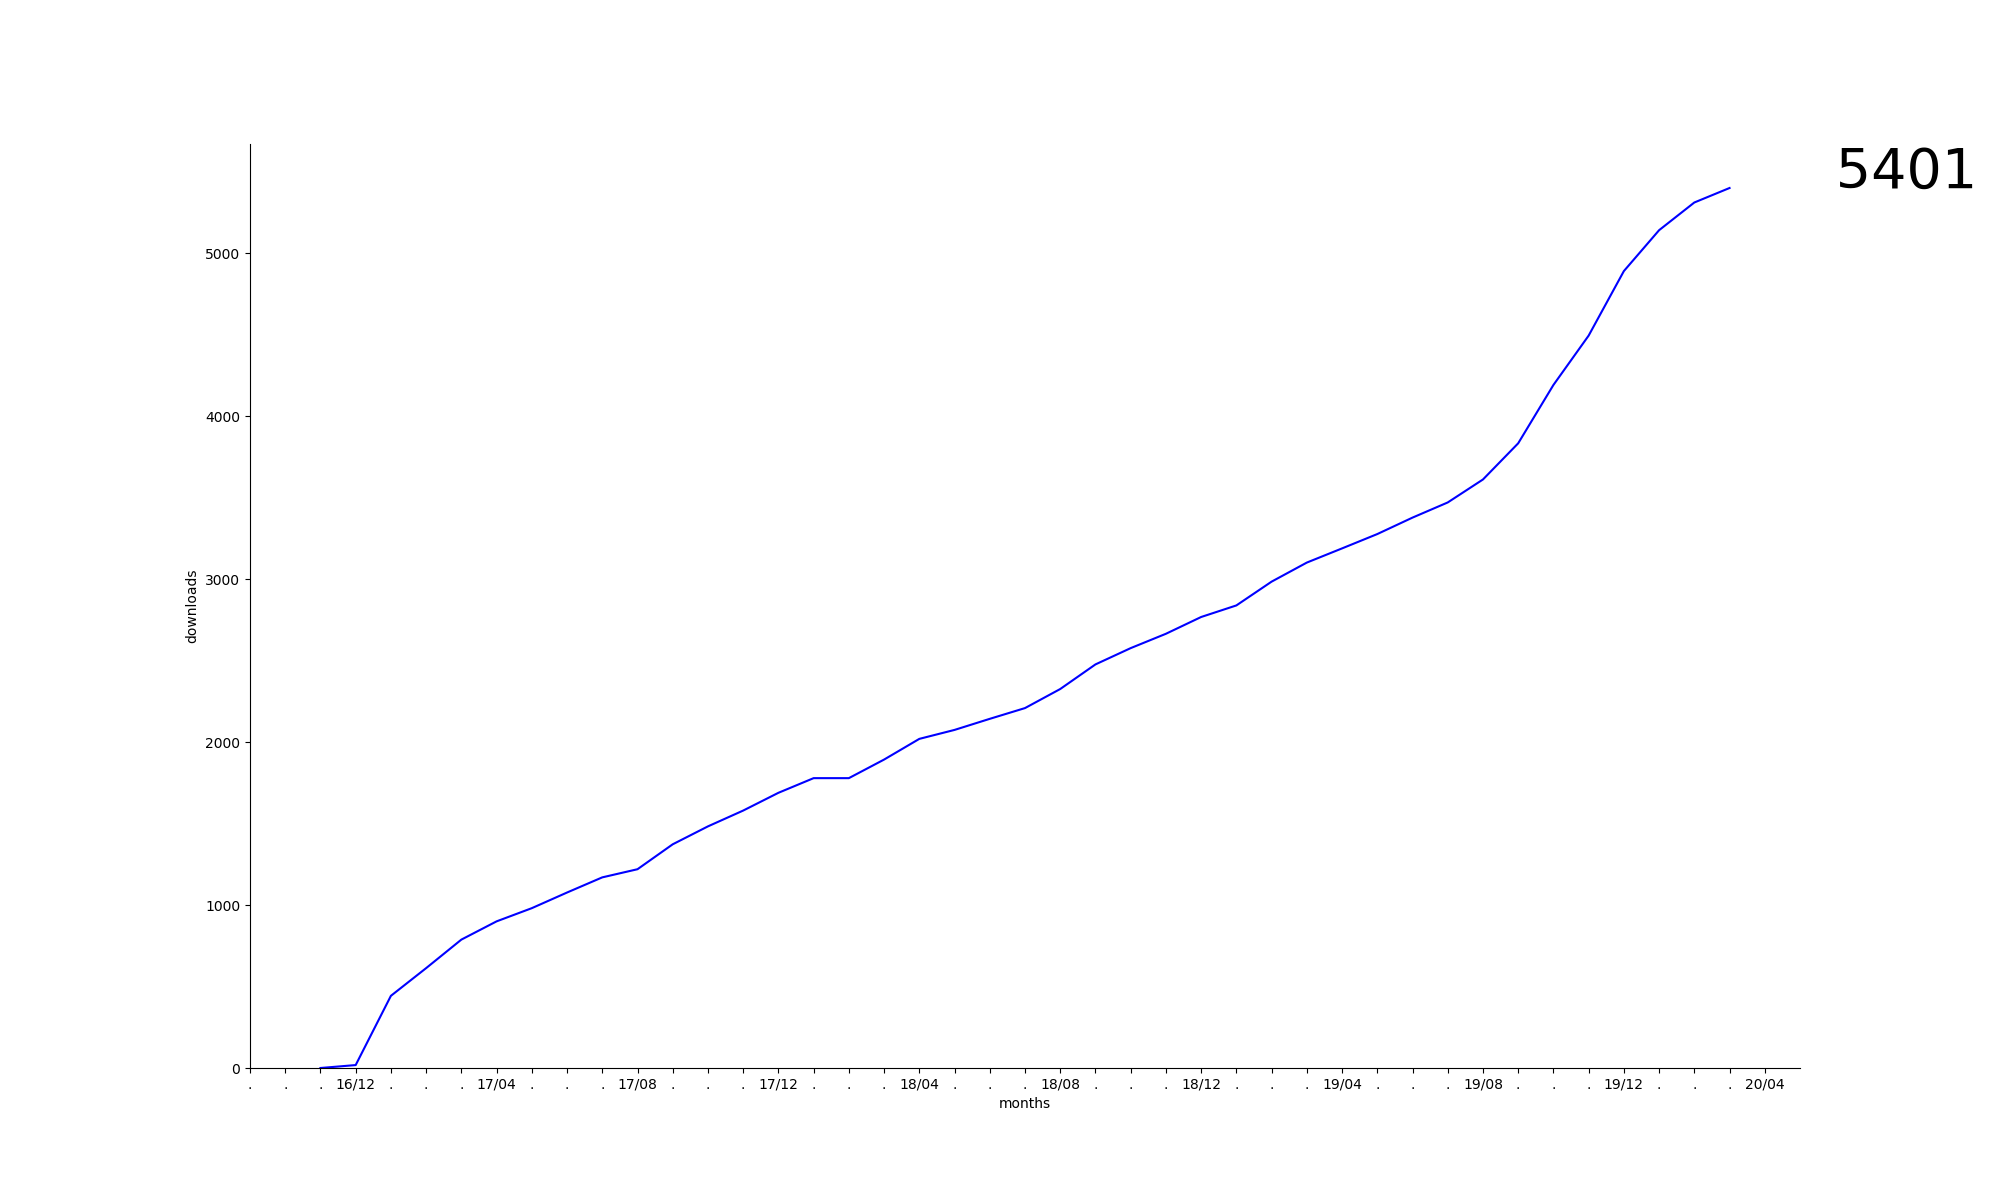 5401
5000
4000
3000
2000
1000
0
downloads
. . . 16/12 . . . 17/04 . . . 17/08 . . . 17/12 . . . 18/04 . . . 18/08 . . . 18/12 . . . 19/04 . . . 19/08 . . . 19/12 . . . 20/04
months